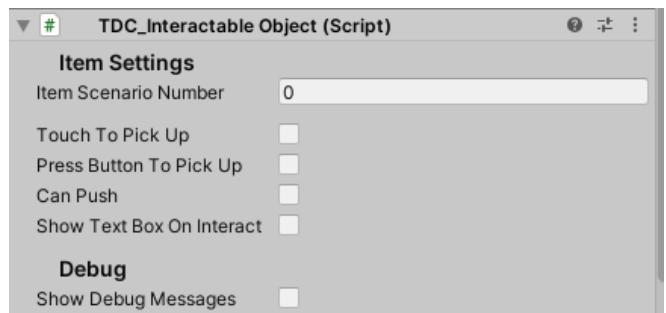 # TDC_Interactable Object (Script)
Item Settings
Item Scenario Number 0
Touch To Pick Up
Press Button To Pick Up
Can Push
Show Text Box On Interact
Debug
Show Debug Messages